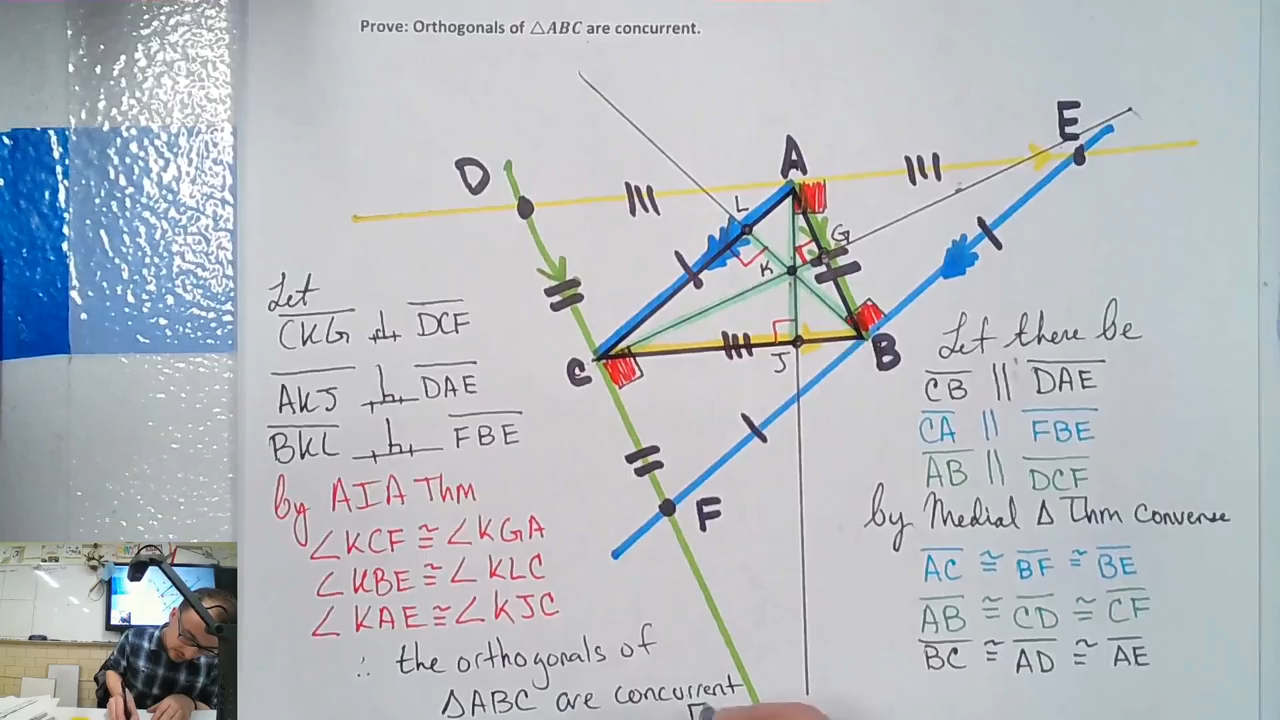 Prove: Orthogonals of △ABC are concurrent.
D
A
E
L
G
K
C
J
B
F
Let
CKG ⊥ DCF
AKJ ⊥ DAE
BKL ⊥ FBE
by AIA Thm
∠KCF ≅ ∠KGA
∠KBE ≅ ∠KLC
∠KAE ≅ ∠KJC
∴ the orthogonals of
△ABC are concurrent
Let there be
CB || DAE
CA || FBE
AB || DCF
by Medial △ Thm converse
AC ≅ BF ≅ BE
AB ≅ CD ≅ CF
BC ≅ AD ≅ AE